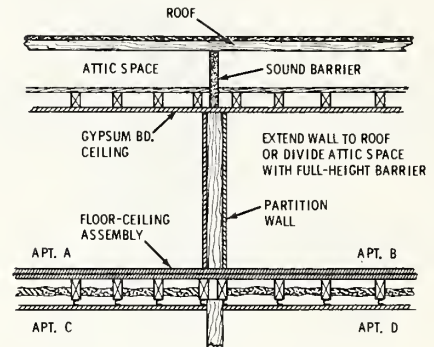 ROOF
ATTIC SPACE
SOUND BARRIER
GYPSUM BD.
CEILING
EXTEND WALL TO ROOF
OR DIVIDE ATTIC SPACE
WITH FULL-HEIGHT BARRIER
PARTITION
WALL
FLOOR-CEILING
ASSEMBLY
APT. A
APT. B
APT. C
APT. D